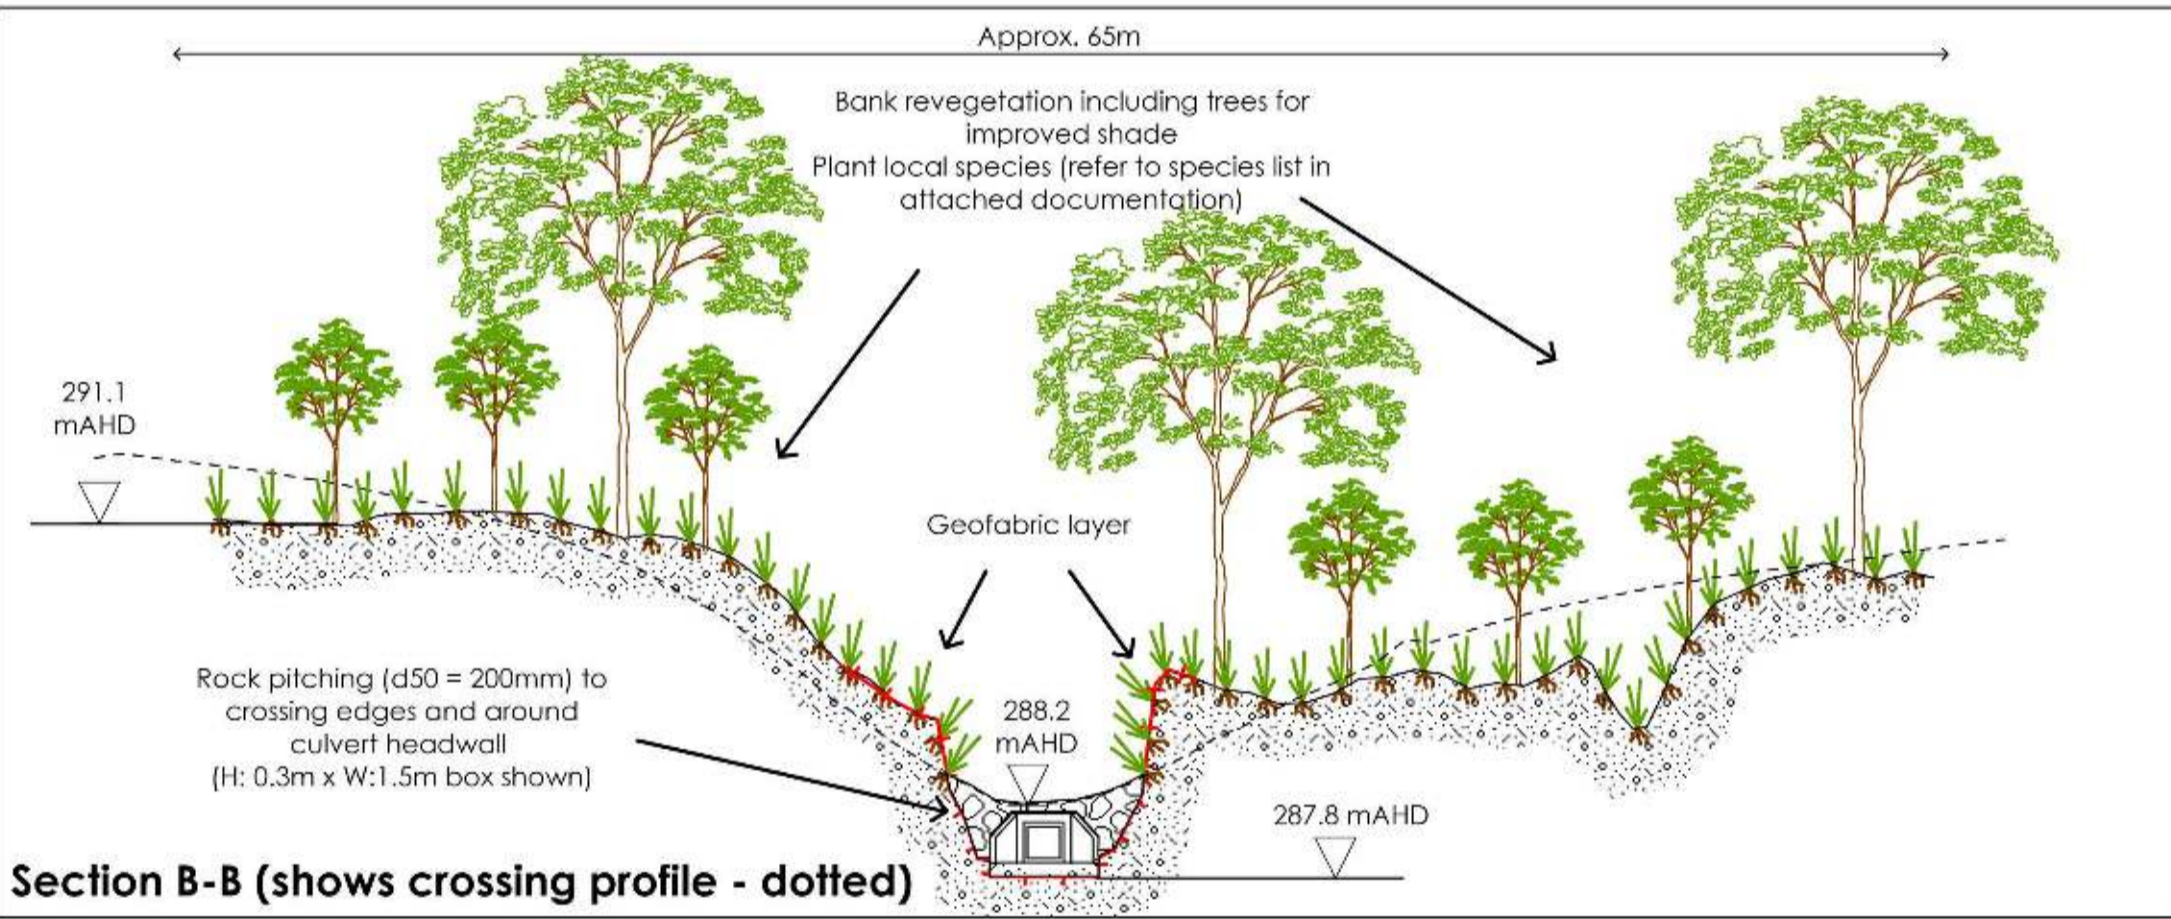 Approx. 65m
Bank revegetation including trees for
improved shade
Plant local species (refer to species list in
attached documentation)
291.1
mAHD
Geofabric layer
Rock pitching (d50 = 200mm) to
crossing edges and around
culvert headwall
(H: 0.3m x W:1.5m box shown)
288.2
mAHD
287.8 mAHD
Section B-B (shows crossing profile - dotted)